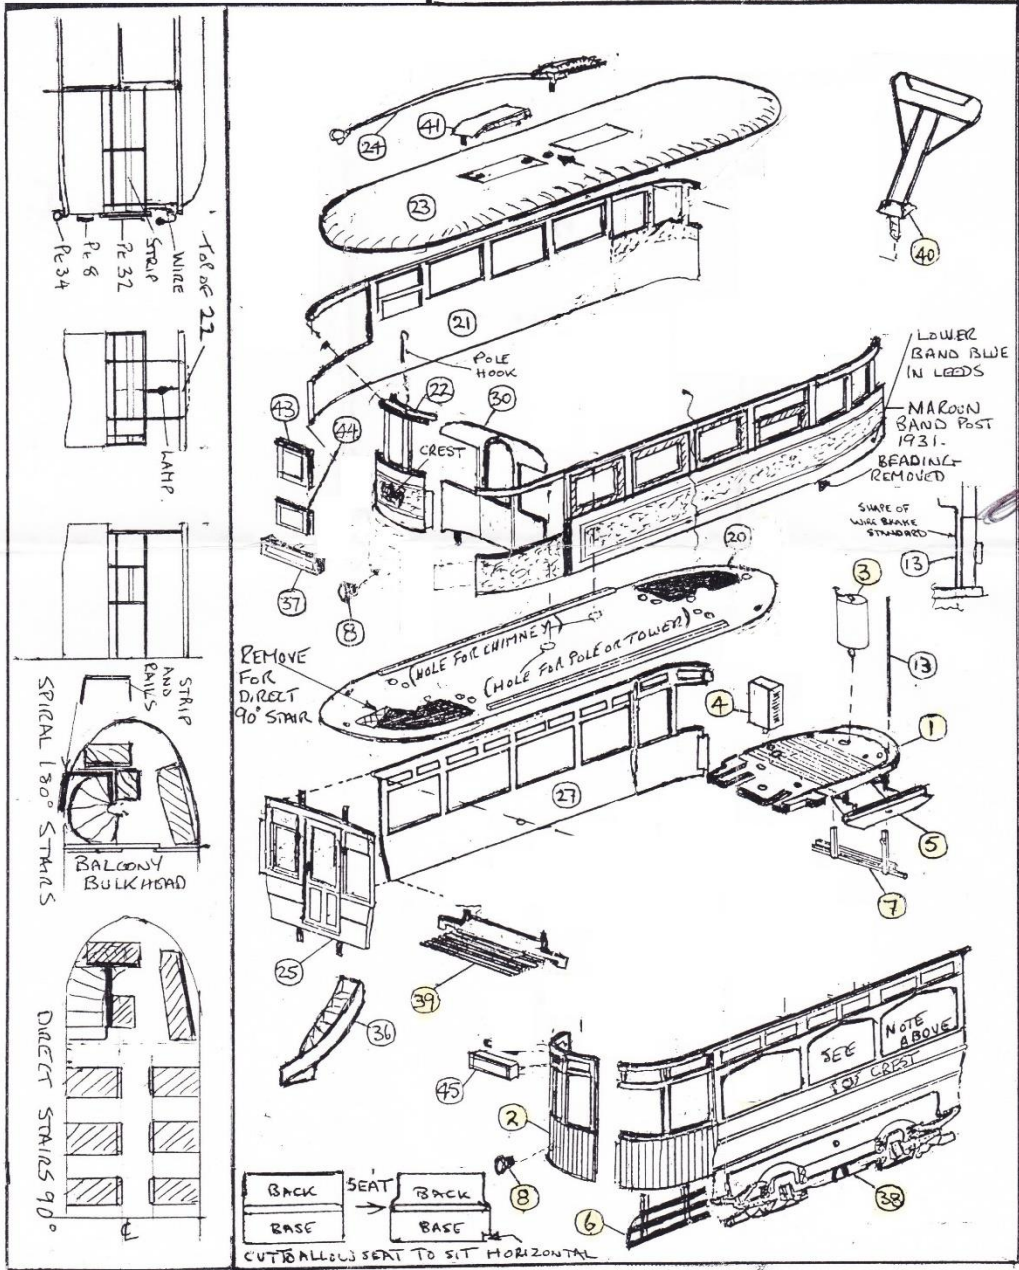 Pt 34
Pt 8
Pt 32
STRIP
WIRE
TOP OF 22
LAMP.
STRIP
AND
RAILS
SPIRAL 180° STAIRS
BALCONY
BULKHEAD
DIRECT STAIRS 90°
℄
24
41
23
40
21
POLE
HOOK
22
30
43
44
CREST
LOWER
BAND BLUE
IN LEEDS
MAROON
BAND POST
1931.
BEADING
REMOVED
SHAPE OF
WIRE BRAKE
STANDARD
13
37
8
20
3
(HOLE FOR CHIMNEY)
(HOLE FOR POLE OR TOWER)
REMOVE
FOR
DIRECT
90° STAIR
13
4
1
27
5
7
25
39
36
45
2
8
SEE
NOTE
ABOVE
CREST
38
6
BACK
BASE
SEAT
BACK
BASE
CUT TO ALLOW SEAT TO SIT HORIZONTAL